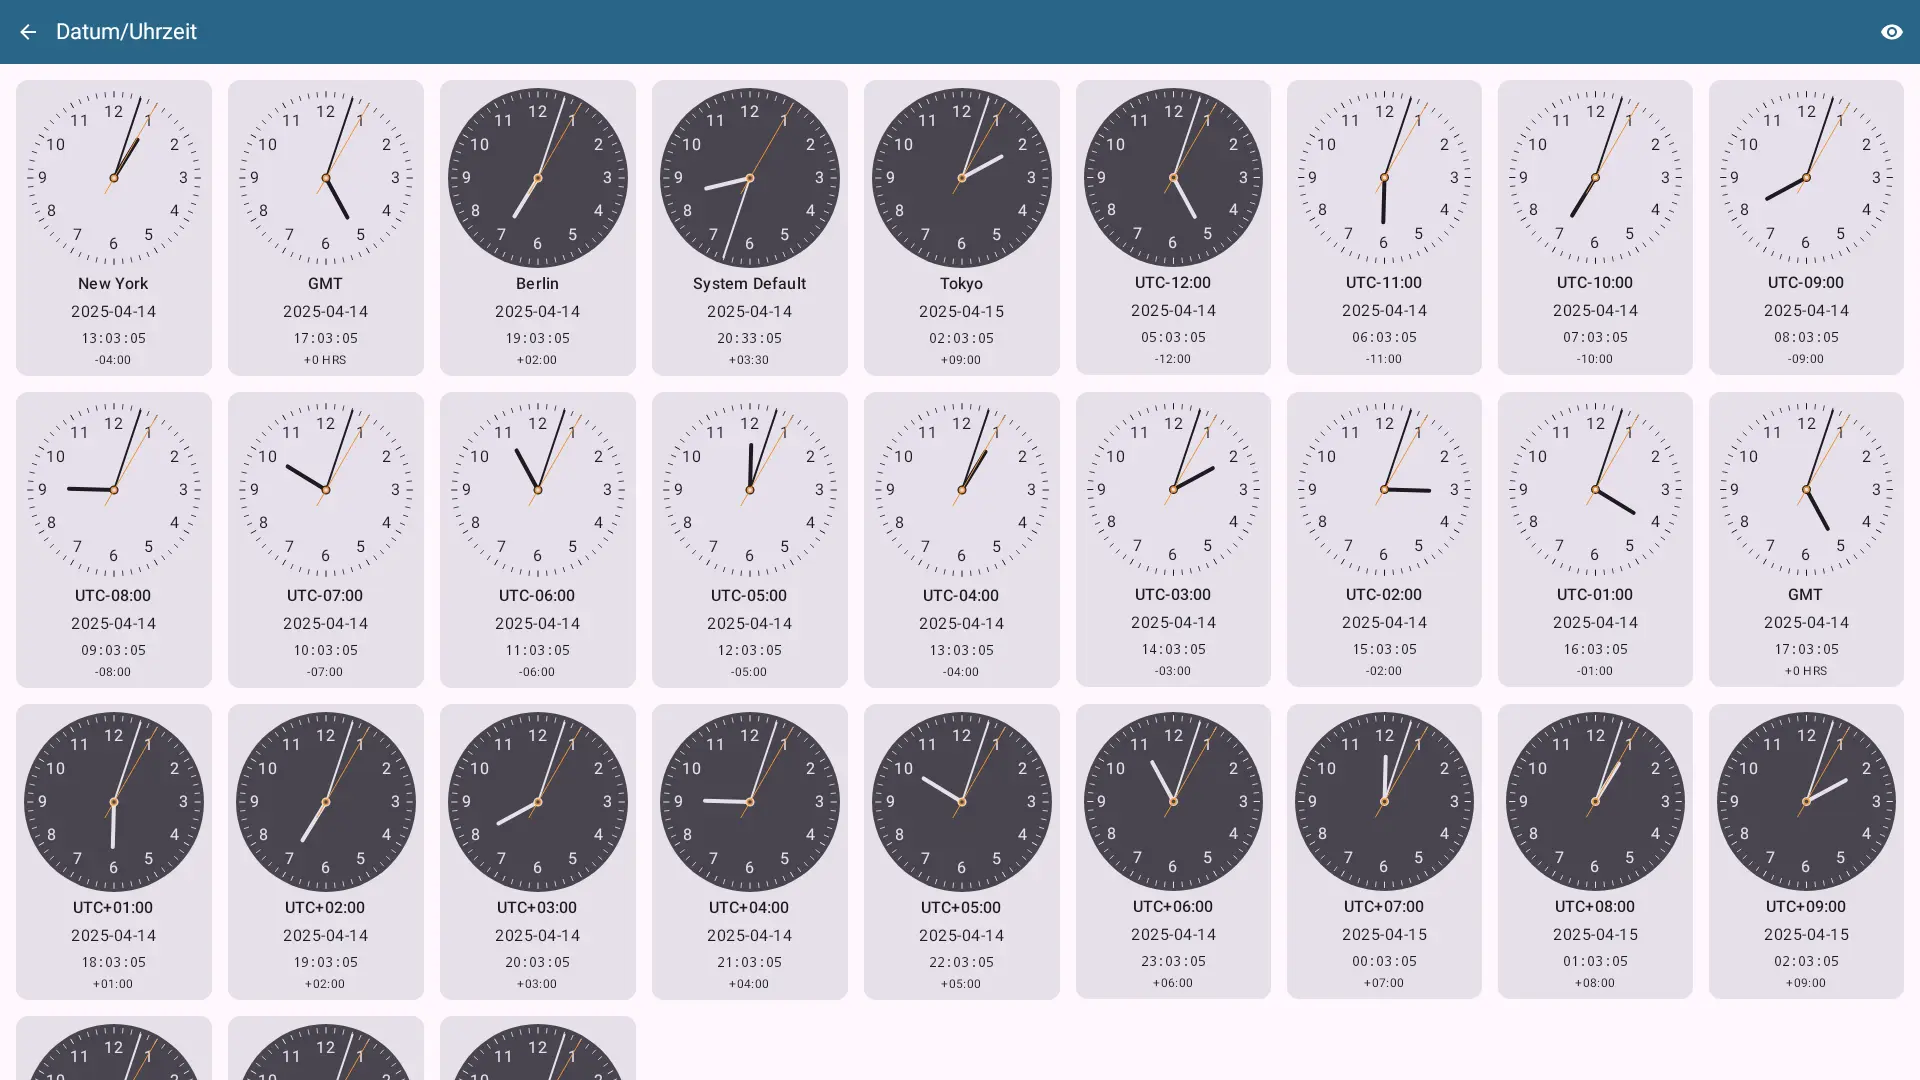 Datum/Uhrzeit
New York
2025-04-14
13:03:05
-04:00
GMT
2025-04-14
17:03:05
+0 HRS
Berlin
2025-04-14
19:03:05
+02:00
System Default
2025-04-14
20:33:05
+03:30
Tokyo
2025-04-15
02:03:05
+09:00
UTC-12:00
2025-04-14
05:03:05
-12:00
UTC-11:00
2025-04-14
06:03:05
-11:00
UTC-10:00
2025-04-14
07:03:05
-10:00
UTC-09:00
2025-04-14
08:03:05
-09:00
UTC-08:00
2025-04-14
09:03:05
-08:00
UTC-07:00
2025-04-14
10:03:05
-07:00
UTC-06:00
2025-04-14
11:03:05
-06:00
UTC-05:00
2025-04-14
12:03:05
-05:00
UTC-04:00
2025-04-14
13:03:05
-04:00
UTC-03:00
2025-04-14
14:03:05
-03:00
UTC-02:00
2025-04-14
15:03:05
-02:00
UTC-01:00
2025-04-14
16:03:05
-01:00
GMT
2025-04-14
17:03:05
+0 HRS
UTC+01:00
2025-04-14
18:03:05
+01:00
UTC+02:00
2025-04-14
19:03:05
+02:00
UTC+03:00
2025-04-14
20:03:05
+03:00
UTC+04:00
2025-04-14
21:03:05
+04:00
UTC+05:00
2025-04-14
22:03:05
+05:00
UTC+06:00
2025-04-14
23:03:05
+06:00
UTC+07:00
2025-04-15
00:03:05
+07:00
UTC+08:00
2025-04-15
01:03:05
+08:00
UTC+09:00
2025-04-15
02:03:05
+09:00